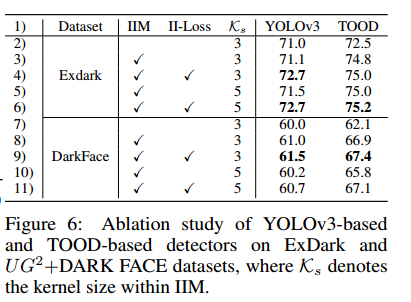 1) Dataset IIM II-Loss 𝒦s YOLOv3 TOOD
2) 3 71.0 72.5
3) ✓ 3 71.1 74.8
4) Exdark ✓ ✓ 3 72.7 75.0
5) ✓ 5 71.5 75.0
6) ✓ ✓ 5 72.7 75.2
7) 3 60.0 62.1
8) ✓ 3 61.0 66.9
9) DarkFace ✓ ✓ 3 61.5 67.4
10) ✓ 5 60.2 65.8
11) ✓ ✓ 5 60.7 67.1
Figure 6: Ablation study of YOLOv3-based
and TOOD-based detectors on ExDark and
UG²+DARK FACE datasets, where 𝒦s denotes
the kernel size within IIM.